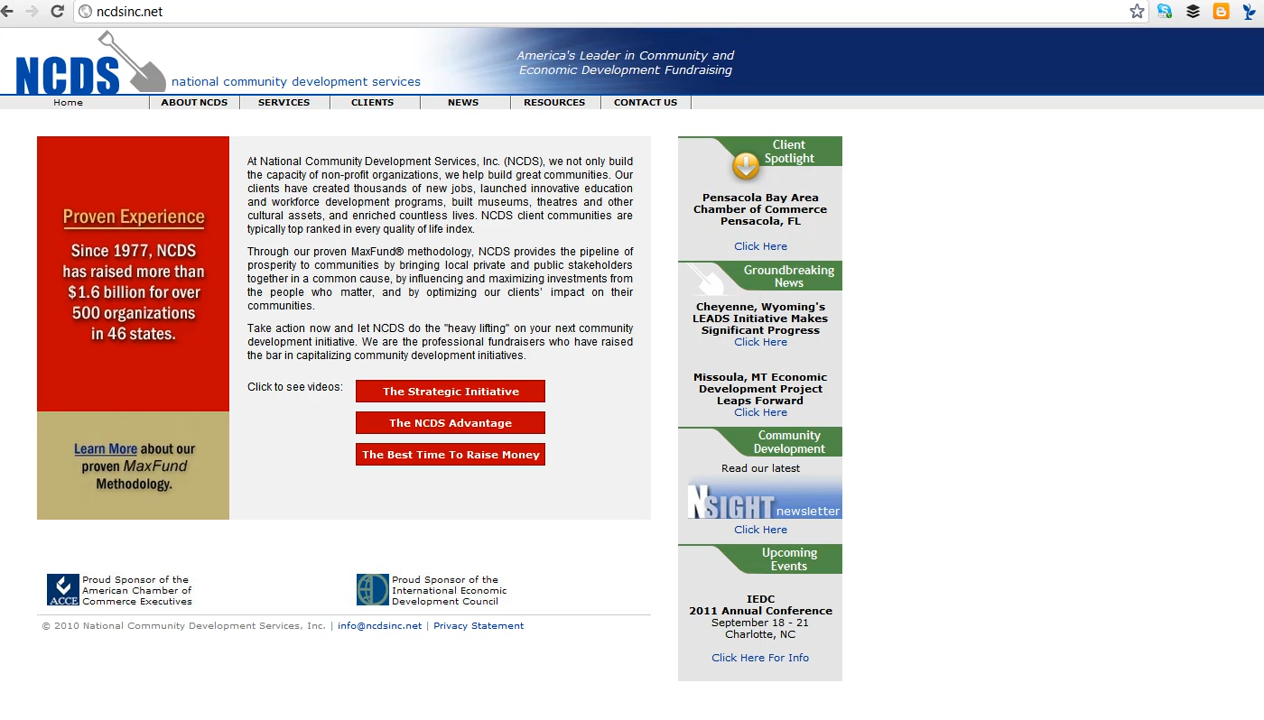 ncdsinc.net
America's Leader in Community and
Economic Development Fundraising
NCDS
national community development services
Home
ABOUT NCDS
SERVICES
CLIENTS
NEWS
RESOURCES
CONTACT US
Proven Experience
Since 1977, NCDS
has raised more than
$1.6 billion for over
500 organizations
in 46 states.
Learn More about our
proven MaxFund
Methodology.
At National Community Development Services, Inc. (NCDS), we not only build
the capacity of non-profit organizations, we help build great communities. Our
clients have created thousands of new jobs, launched innovative education
and workforce development programs, built museums, theatres and other
cultural assets, and enriched countless lives. NCDS client communities are
typically top ranked in every quality of life index.
Through our proven MaxFund® methodology, NCDS provides the pipeline of
prosperity to communities by bringing local private and public stakeholders
together in a common cause, by influencing and maximizing investments from
the people who matter, and by optimizing our clients' impact on their
communities.
Take action now and let NCDS do the "heavy lifting" on your next community
development initiative. We are the professional fundraisers who have raised
the bar in capitalizing community development initiatives.
Click to see videos:
The Strategic Initiative
The NCDS Advantage
The Best Time To Raise Money
Client
Spotlight
Pensacola Bay Area
Chamber of Commerce
Pensacola, FL
Click Here
Groundbreaking
News
Cheyenne, Wyoming's
LEADS Initiative Makes
Significant Progress
Click Here
Missoula, MT Economic
Development Project
Leaps Forward
Click Here
Community
Development
Read our latest
NSIGHT newsletter
Click Here
Upcoming
Events
IEDC
2011 Annual Conference
September 18 - 21
Charlotte, NC
Click Here For Info
ACCE
Proud Sponsor of the
American Chamber of
Commerce Executives
Proud Sponsor of the
International Economic
Development Council
© 2010 National Community Development Services, Inc. | info@ncdsinc.net | Privacy Statement